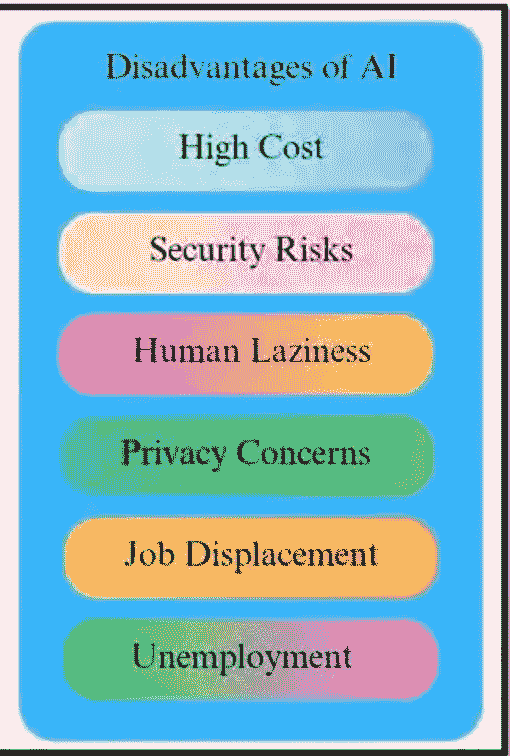 Disadvantages of AI
High Cost
Security Risks
Human Laziness
Privacy Concerns
Job Displacement
Unemployment